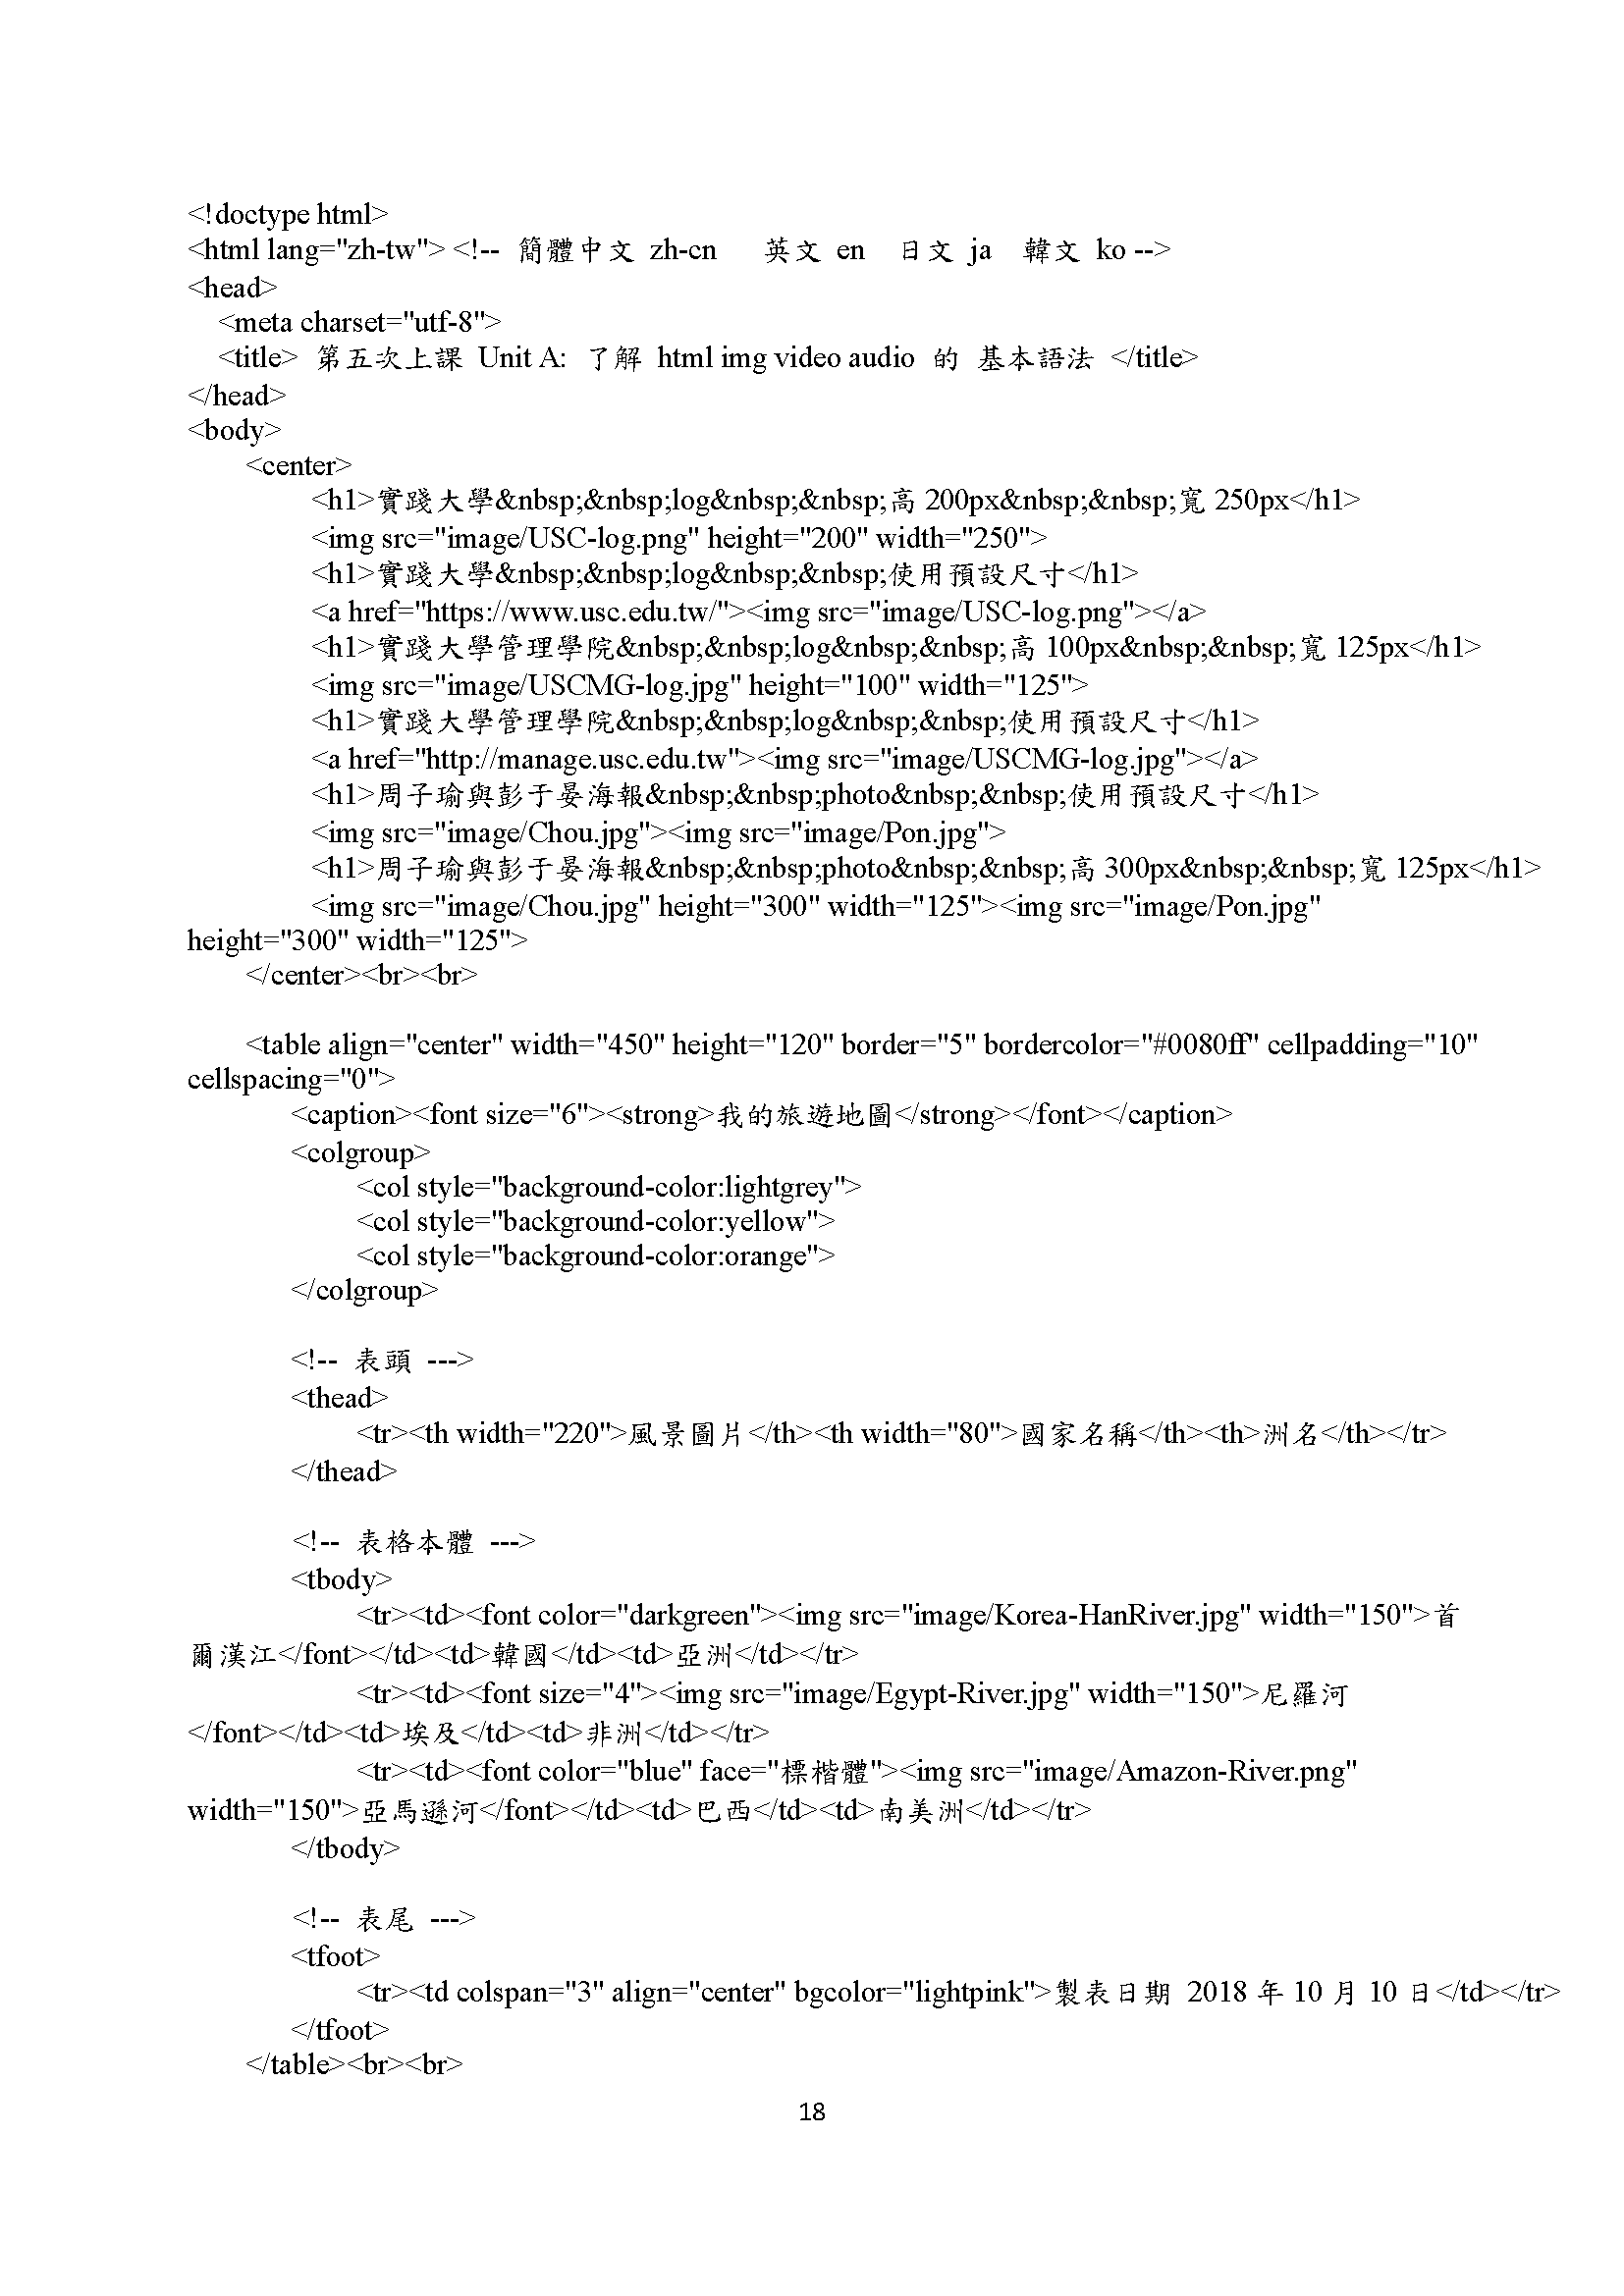 <!doctype html>
<html lang="zh-tw"> <!-- 簡體中文 zh-cn 英文 en 日文 ja 韓文 ko -->
<head>
<meta charset="utf-8">
<title> 第五次上課 Unit A: 了解 html img video audio 的 基本語法 </title>
</head>
<body>
<center>
<h1>實踐大學&nbsp;&nbsp;log&nbsp;&nbsp;高 200px&nbsp;&nbsp;寬 250px</h1>
<img src="image/USC-log.png" height="200" width="250">
<h1>實踐大學&nbsp;&nbsp;log&nbsp;&nbsp;使用預設尺寸</h1>
<a href="https://www.usc.edu.tw/"><img src="image/USC-log.png"></a>
<h1>實踐大學管理學院&nbsp;&nbsp;log&nbsp;&nbsp;高 100px&nbsp;&nbsp;寬 125px</h1>
<img src="image/USCMG-log.jpg" height="100" width="125">
<h1>實踐大學管理學院&nbsp;&nbsp;log&nbsp;&nbsp;使用預設尺寸</h1>
<a href="http://manage.usc.edu.tw"><img src="image/USCMG-log.jpg"></a>
<h1>周子瑜與彭于晏海報&nbsp;&nbsp;photo&nbsp;&nbsp;使用預設尺寸</h1>
<img src="image/Chou.jpg"><img src="image/Pon.jpg">
<h1>周子瑜與彭于晏海報&nbsp;&nbsp;photo&nbsp;&nbsp;高 300px&nbsp;&nbsp;寬 125px</h1>
<img src="image/Chou.jpg" height="300" width="125"><img src="image/Pon.jpg"
height="300" width="125">
</center><br><br>
<table align="center" width="450" height="120" border="5" bordercolor="#0080ff" cellpadding="10"
cellspacing="0">
<caption><font size="6"><strong>我的旅遊地圖</strong></font></caption>
<colgroup>
<col style="background-color:lightgrey">
<col style="background-color:yellow">
<col style="background-color:orange">
</colgroup>
<!-- 表頭 --->
<thead>
<tr><th width="220">風景圖片</th><th width="80">國家名稱</th><th>洲名</th></tr>
</thead>
<!-- 表格本體 --->
<tbody>
<tr><td><font color="darkgreen"><img src="image/Korea-HanRiver.jpg" width="150">首
爾漢江</font></td><td>韓國</td><td>亞洲</td></tr>
<tr><td><font size="4"><img src="image/Egypt-River.jpg" width="150">尼羅河
</font></td><td>埃及</td><td>非洲</td></tr>
<tr><td><font color="blue" face="標楷體"><img src="image/Amazon-River.png"
width="150">亞馬遜河</font></td><td>巴西</td><td>南美洲</td></tr>
</tbody>
<!-- 表尾 --->
<tfoot>
<tr><td colspan="3" align="center" bgcolor="lightpink">製表日期 2018 年 10 月 10 日</td></tr>
</tfoot>
</table><br><br>
18